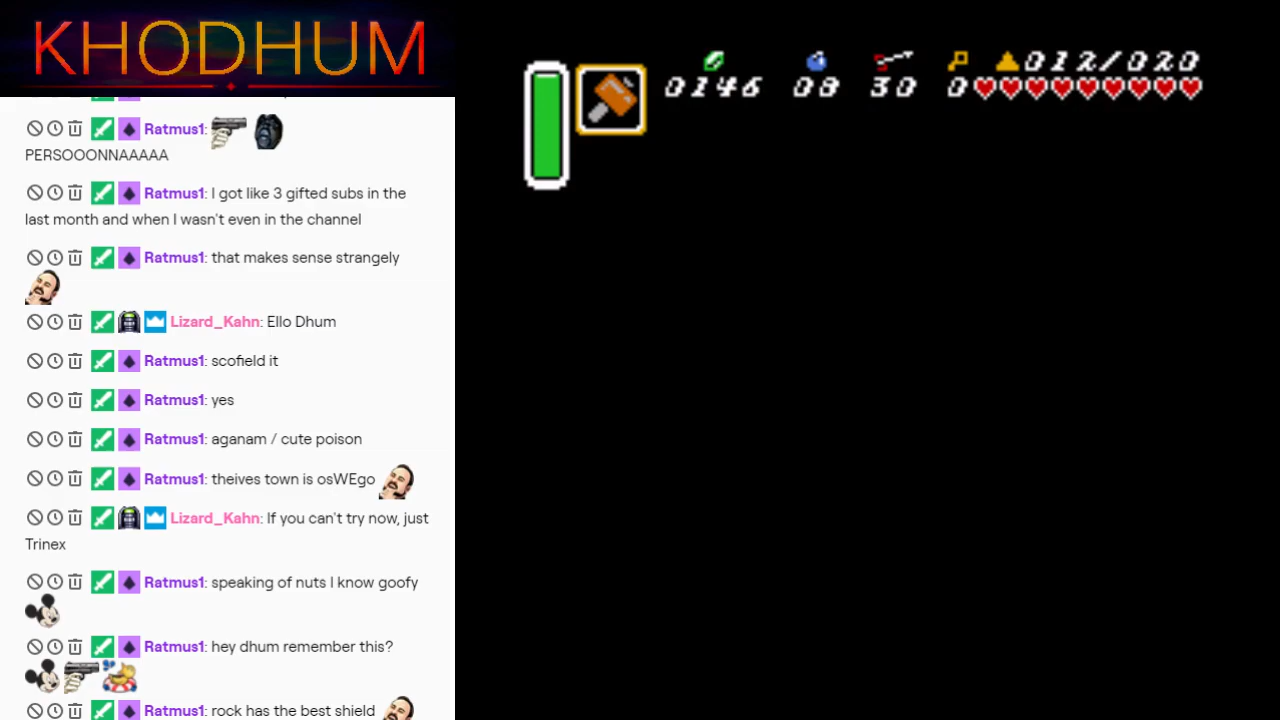 KHODHUM
Ratmus1:
PERSOOONNAAAAA
Ratmus1: I got like 3 gifted subs in the
last month and when I wasn't even in the channel
Ratmus1: that makes sense strangely
Lizard_Kahn: Ello Dhum
Ratmus1: scofield it
Ratmus1: yes
Ratmus1: aganam / cute poison
Ratmus1: theives town is osWEgo
Lizard_Kahn: If you can't try now, just
Trinex
Ratmus1: speaking of nuts I know goofy
Ratmus1: hey dhum remember this?
Ratmus1: rock has the best shield
012/020
0146 08 30 0